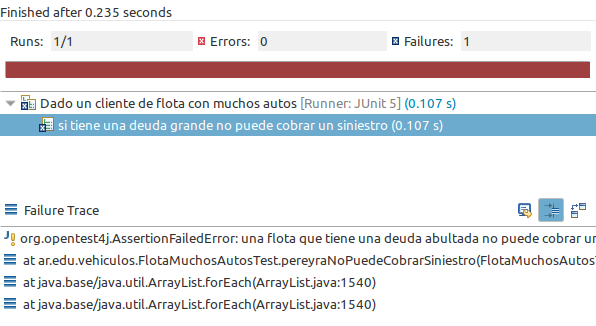 Finished after 0.235 seconds
Runs: 1/1 Errors: 0 Failures: 1
Dado un cliente de flota con muchos autos [Runner: JUnit 5] (0.107 s)
si tiene una deuda grande no puede cobrar un siniestro (0.107 s)
Failure Trace
org.opentest4j.AssertionFailedError: una flota que tiene una deuda abultada no puede cobrar un
at ar.edu.vehiculos.FlotaMuchosAutosTest.pereyraNoPuedeCobrarSiniestro(FlotaMuchosAutos
at java.base/java.util.ArrayList.forEach(ArrayList.java:1540)
at java.base/java.util.ArrayList.forEach(ArrayList.java:1540)